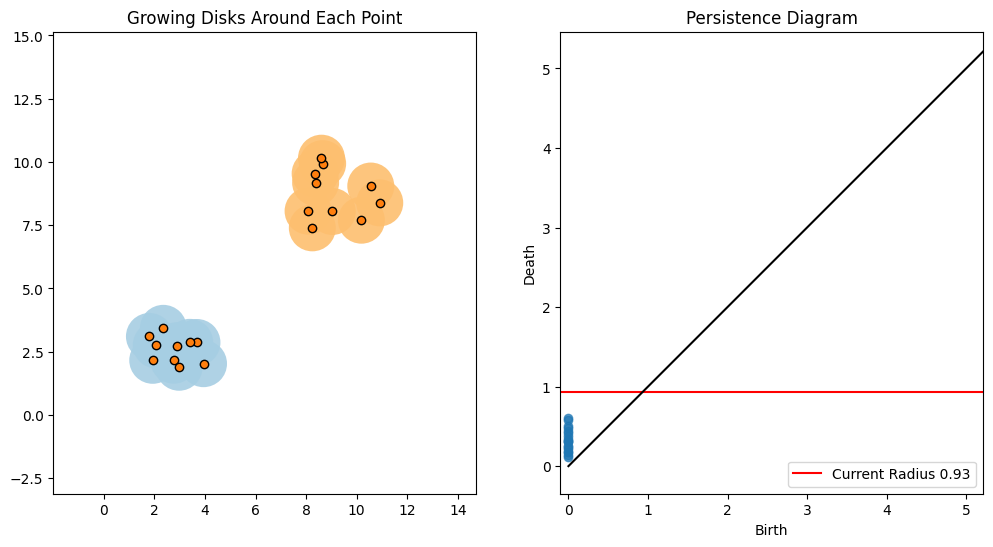 Growing Disks Around Each Point
15.0
12.5
10.0
7.5
5.0
2.5
0.0
−2.5
0 2 4 6 8 10 12 14
Persistence Diagram
Death
5
4
3
2
1
0
Current Radius 0.93
0 1 2 3 4 5
Birth